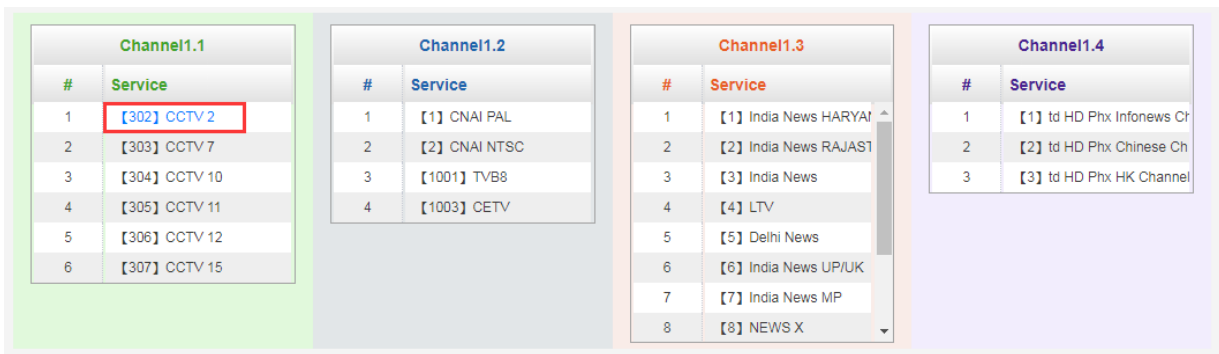 Channel1.1
# Service
1 【302】CCTV 2
2 【303】CCTV 7
3 【304】CCTV 10
4 【305】CCTV 11
5 【306】CCTV 12
6 【307】CCTV 15
Channel1.2
# Service
1 【1】CNAI PAL
2 【2】CNAI NTSC
3 【1001】TVB8
4 【1003】CETV
Channel1.3
# Service
1 【1】India News HARYAN
2 【2】India News RAJAST
3 【3】India News
4 【4】LTV
5 【5】Delhi News
6 【6】India News UP/UK
7 【7】India News MP
8 【8】NEWS X
Channel1.4
# Service
1 【1】td HD Phx Infonews Ch
2 【2】td HD Phx Chinese Ch
3 【3】td HD Phx HK Channel